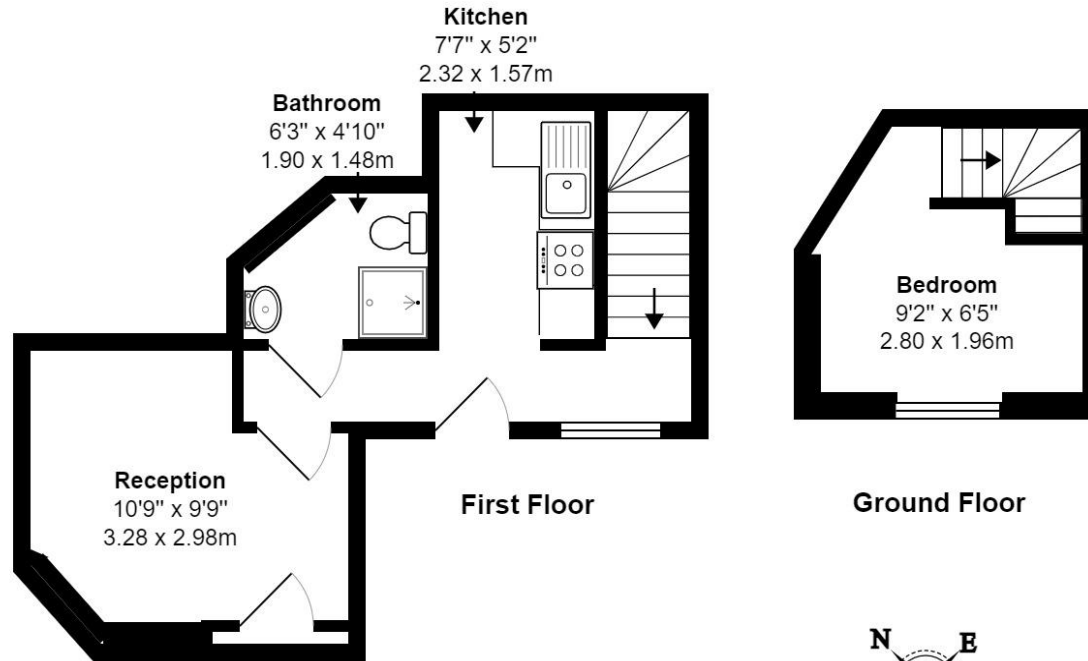 Kitchen
7'7" x 5'2"
2.32 x 1.57m
Bathroom
6'3" x 4'10"
1.90 x 1.48m
Bedroom
9'2" x 6'5"
2.80 x 1.96m
Reception
10'9" x 9'9"
3.28 x 2.98m
First Floor
Ground Floor
N E